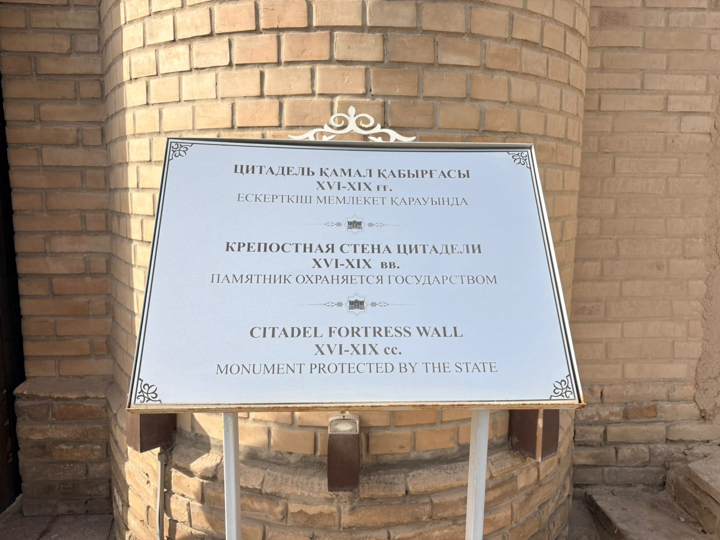 ЦИТАДЕЛЬ ҚАМАЛ ҚАБЫРҒАСЫ
XVI-XIX ғғ.
ЕСКЕРТКІШ МЕМЛЕКЕТ ҚАРАУЫНДА
КРЕПОСТНАЯ СТЕНА ЦИТАДЕЛИ
XVI-XIX вв.
ПАМЯТНИК ОХРАНЯЕТСЯ ГОСУДАРСТВОМ
CITADEL FORTRESS WALL
XVI-XIX cc.
MONUMENT PROTECTED BY THE STATE